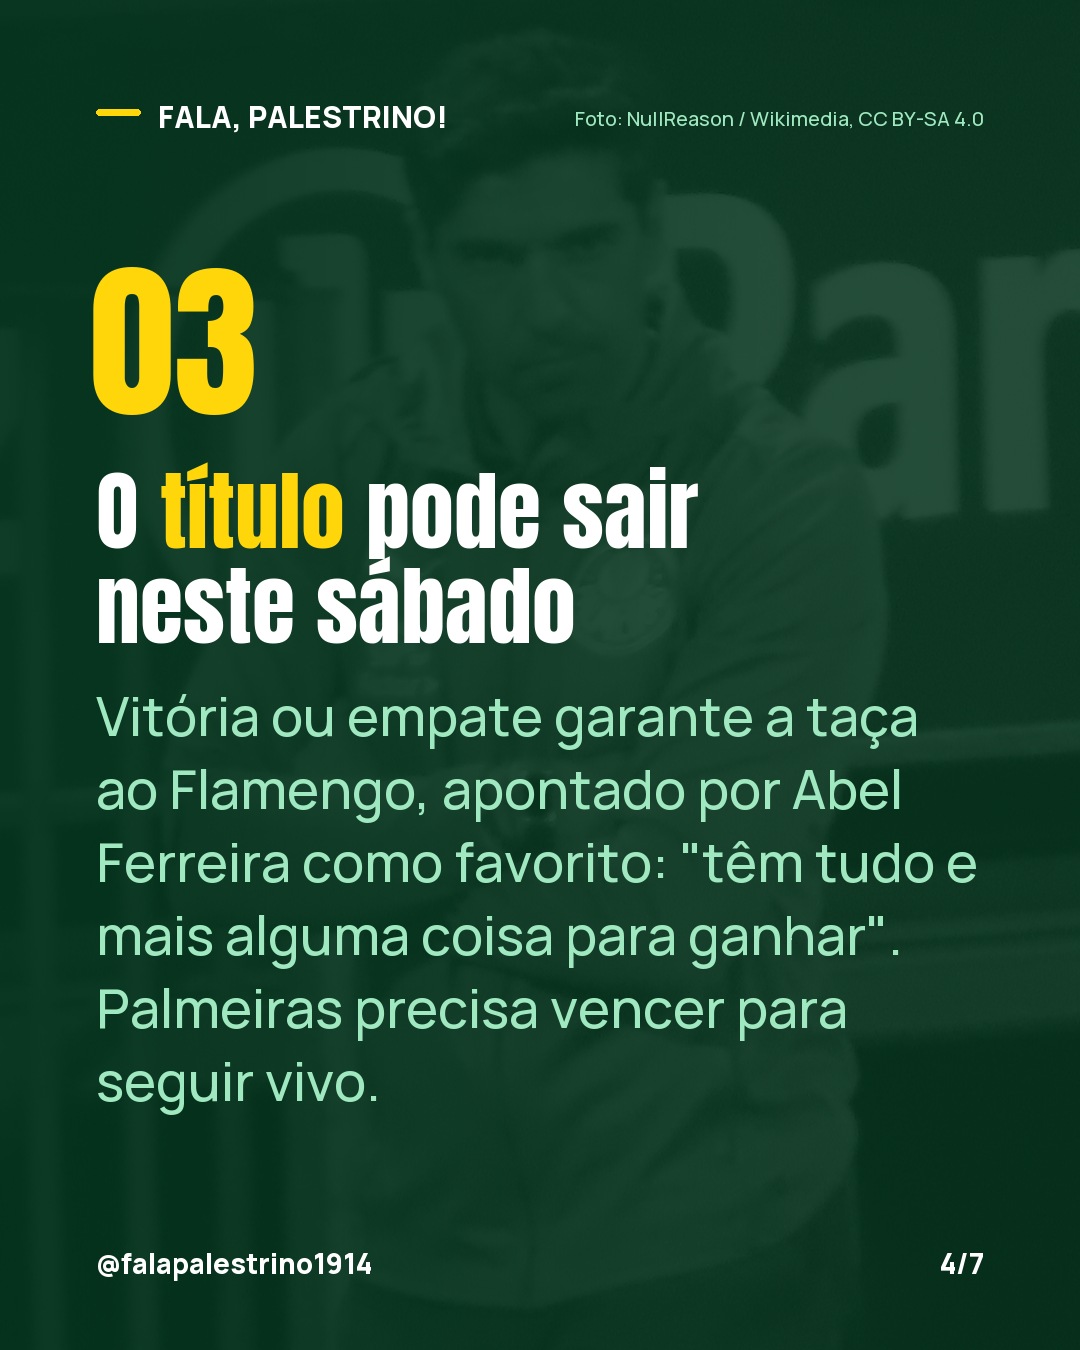 FALA, PALESTRINO!
Foto: NullReason / Wikimedia, CC BY-SA 4.0
03
O título pode sair
neste sábado
Vitória ou empate garante a taça
ao Flamengo, apontado por Abel
Ferreira como favorito: "têm tudo e
mais alguma coisa para ganhar".
Palmeiras precisa vencer para
seguir vivo.
@falapalestrino1914
4/7